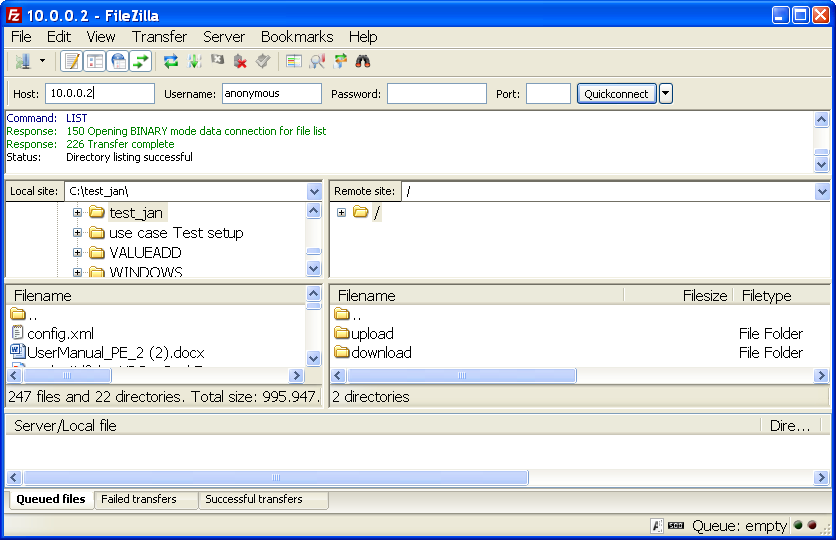 10.0.0.2 - FileZilla
File Edit View Transfer Server Bookmarks Help
Host: 10.0.0.2 Username: anonymous Password: Port: Quickconnect
Command: LIST
Response: 150 Opening BINARY mode data connection for file list
Response: 226 Transfer complete
Status: Directory listing successful
Local site: C:\test_jan\
test_jan
use case Test setup
VALUEADD
WINDOWS
Remote site: /
/
Filename
..
config.xml
UserManual_PE_2 (2).docx
247 files and 22 directories. Total size: 995.947.
Filename Filesize Filetype
..
upload File Folder
download File Folder
2 directories
Server/Local file Dire...
Queued files Failed transfers Successful transfers
Queue: empty